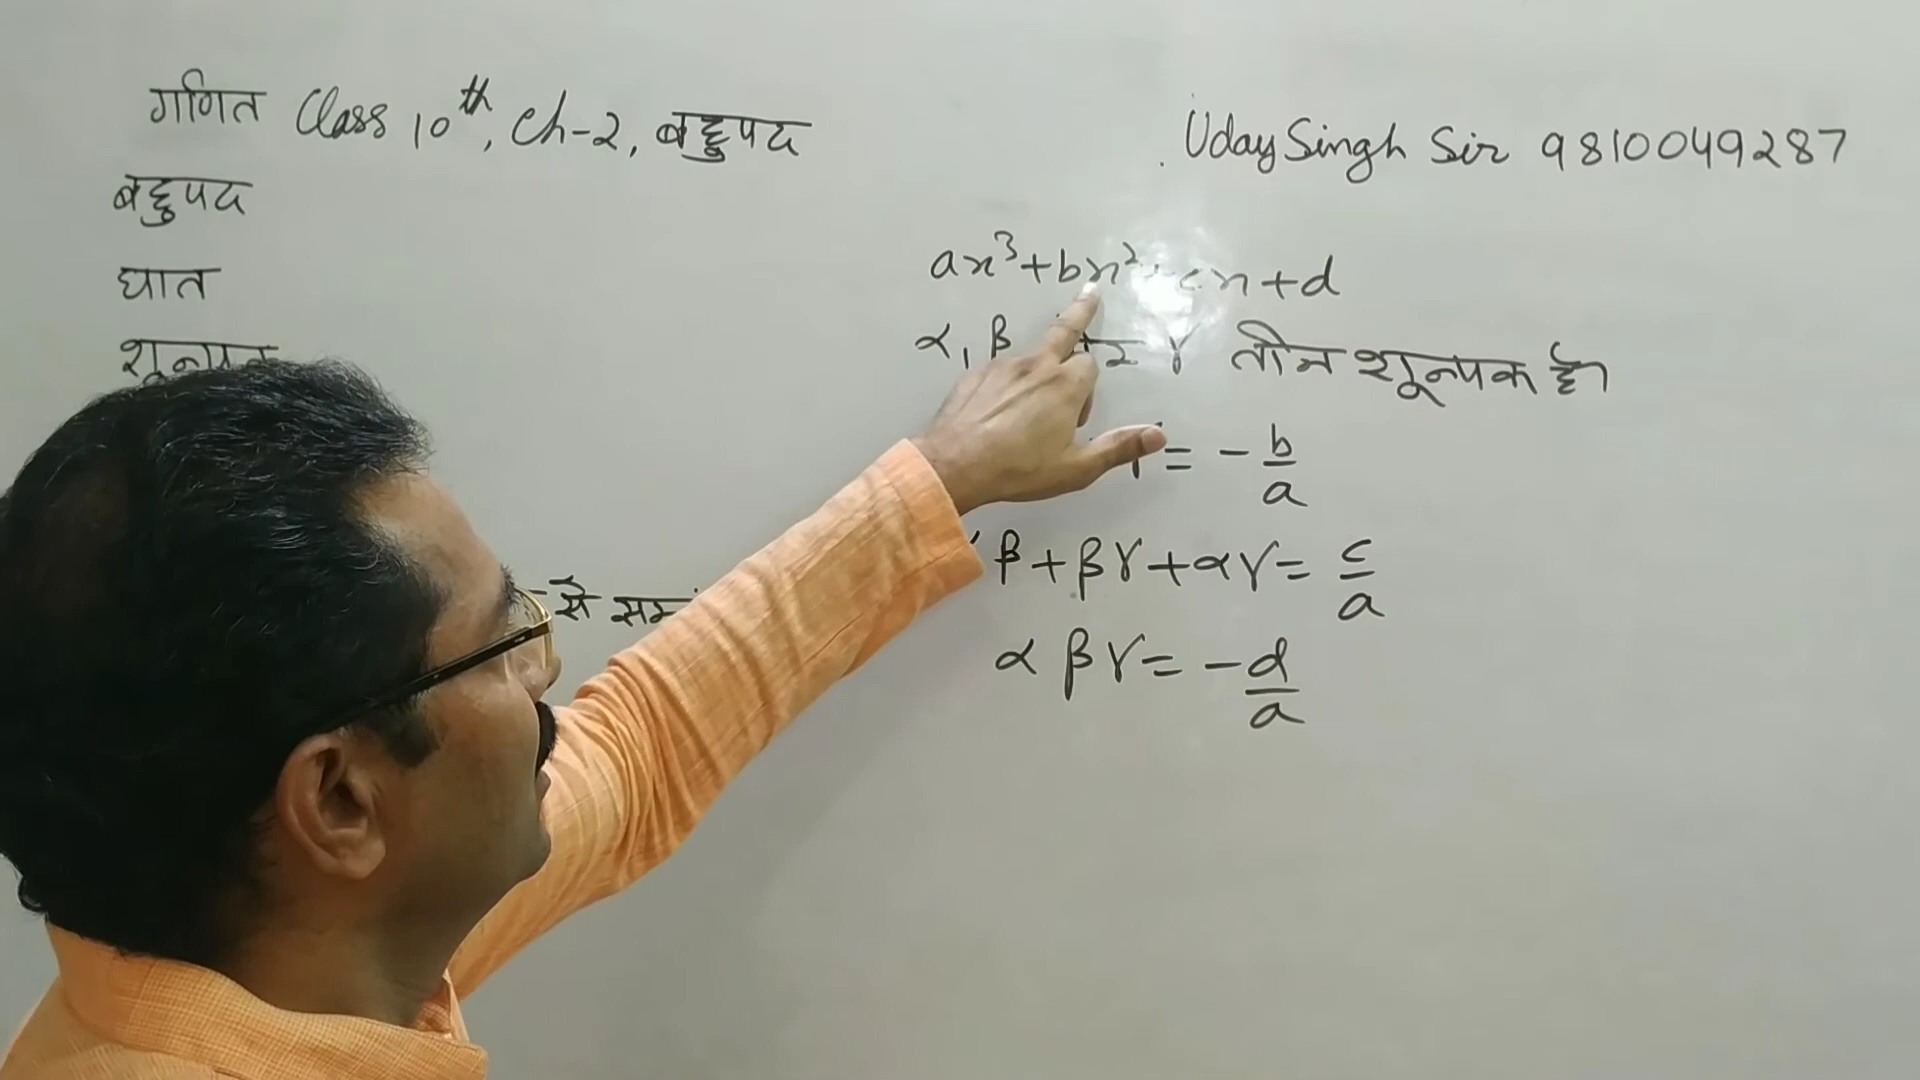 गणित Class 10th, Ch-2, बहुपद
Uday Singh Sir 9810049287
बहुपद
घात
शून्यक
ax³+bx² cx+d
α, β γ तीन शून्यक है।
= - b/a
β+βγ+αγ= c/a
αβγ= -d/a
से